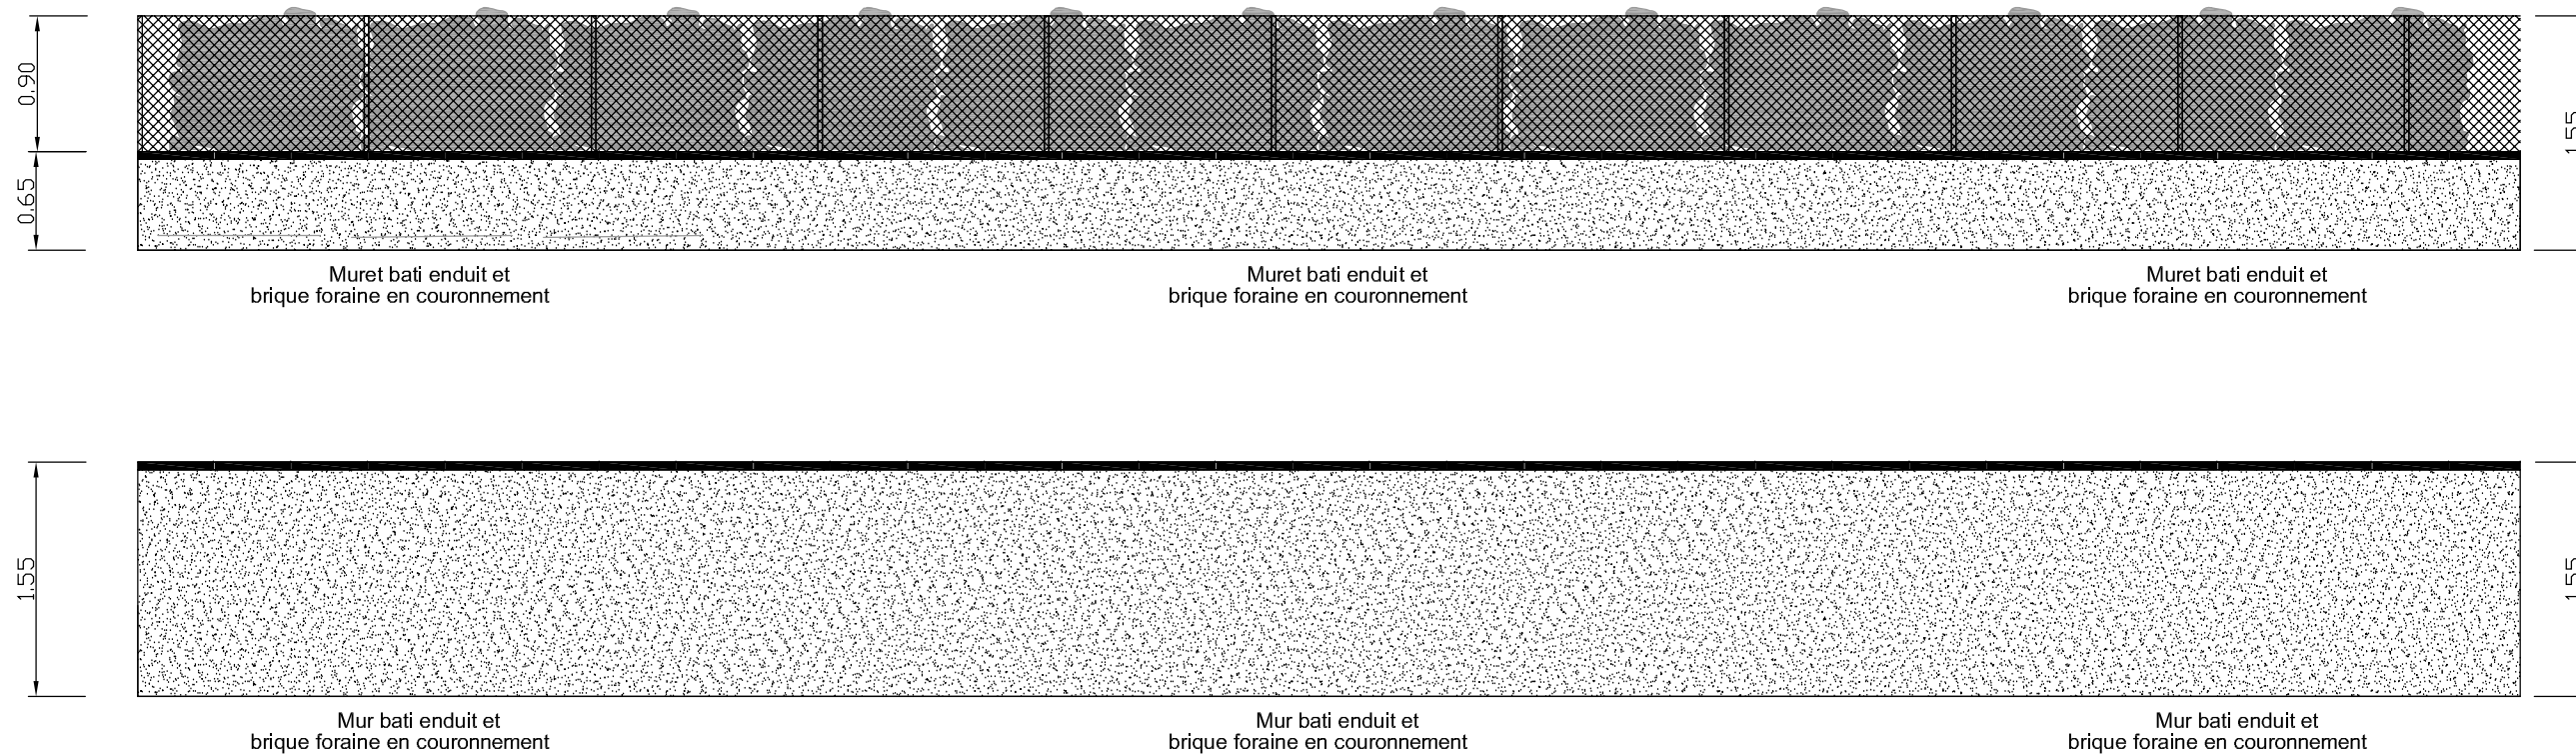 0.90
0.65
1.55
Muret bati enduit et
brique foraine en couronnement
Muret bati enduit et
brique foraine en couronnement
Muret bati enduit et
brique foraine en couronnement
1.55
1.55
Mur bati enduit et
brique foraine en couronnement
Mur bati enduit et
brique foraine en couronnement
Mur bati enduit et
brique foraine en couronnement